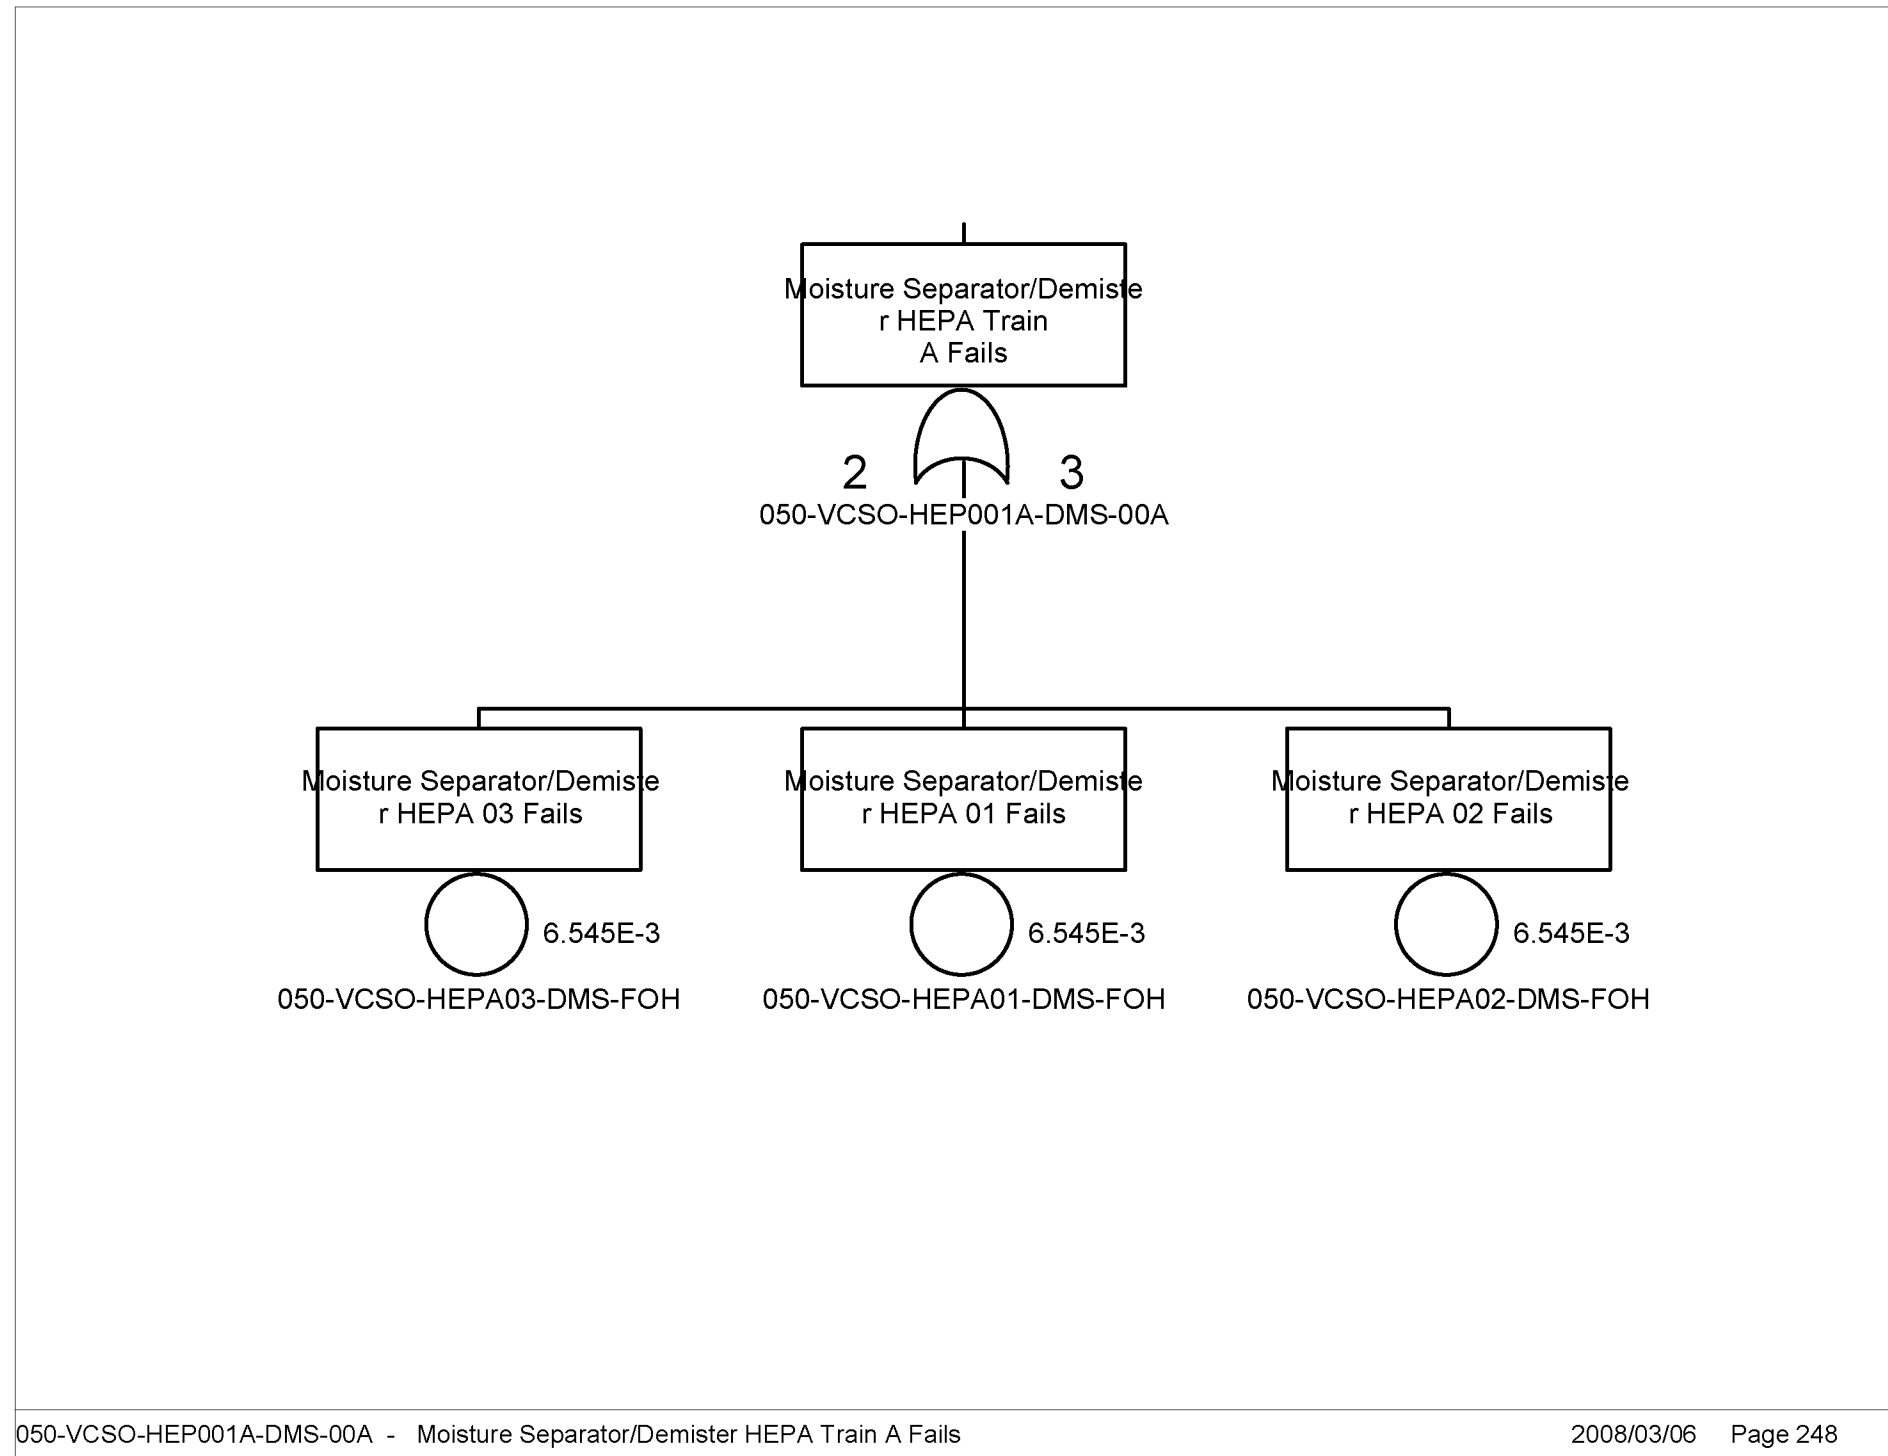 Moisture Separator/Demiste
r HEPA Train
A Fails
2 3
050-VCSO-HEP001A-DMS-00A
Moisture Separator/Demiste
r HEPA 03 Fails
6.545E-3
050-VCSO-HEPA03-DMS-FOH
Moisture Separator/Demiste
r HEPA 01 Fails
6.545E-3
050-VCSO-HEPA01-DMS-FOH
Moisture Separator/Demiste
r HEPA 02 Fails
6.545E-3
050-VCSO-HEPA02-DMS-FOH
050-VCSO-HEP001A-DMS-00A - Moisture Separator/Demister HEPA Train A Fails 2008/03/06 Page 248